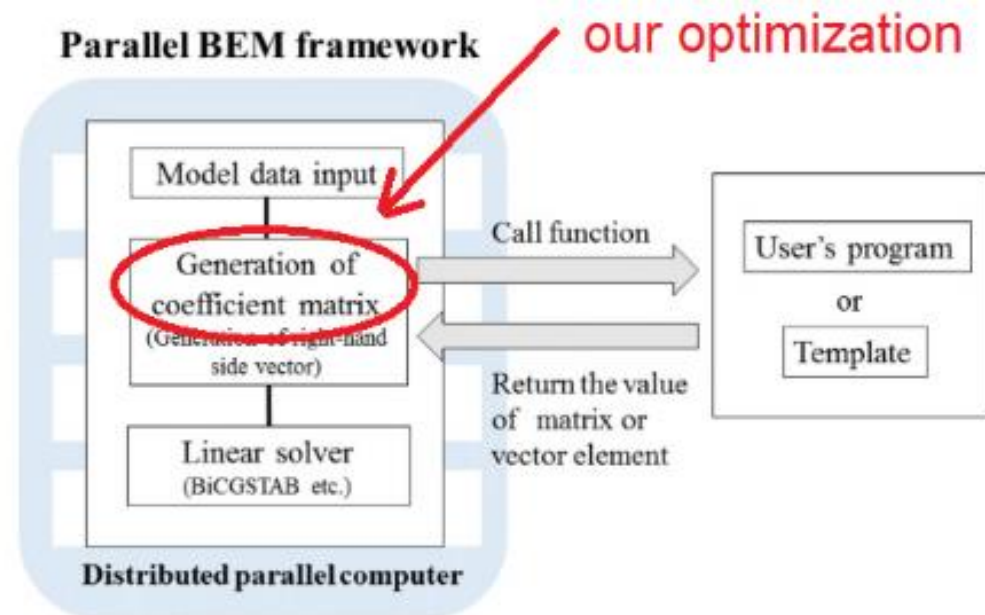 our optimization
Parallel BEM framework
Model data input
Generation of
coefficient matrix
(Generation of right-hand
side vector)
Linear solver
(BiCGSTAB etc.)
Distributed parallel computer
Call function
Return the value
of matrix or
vector element
User's program
or
Template